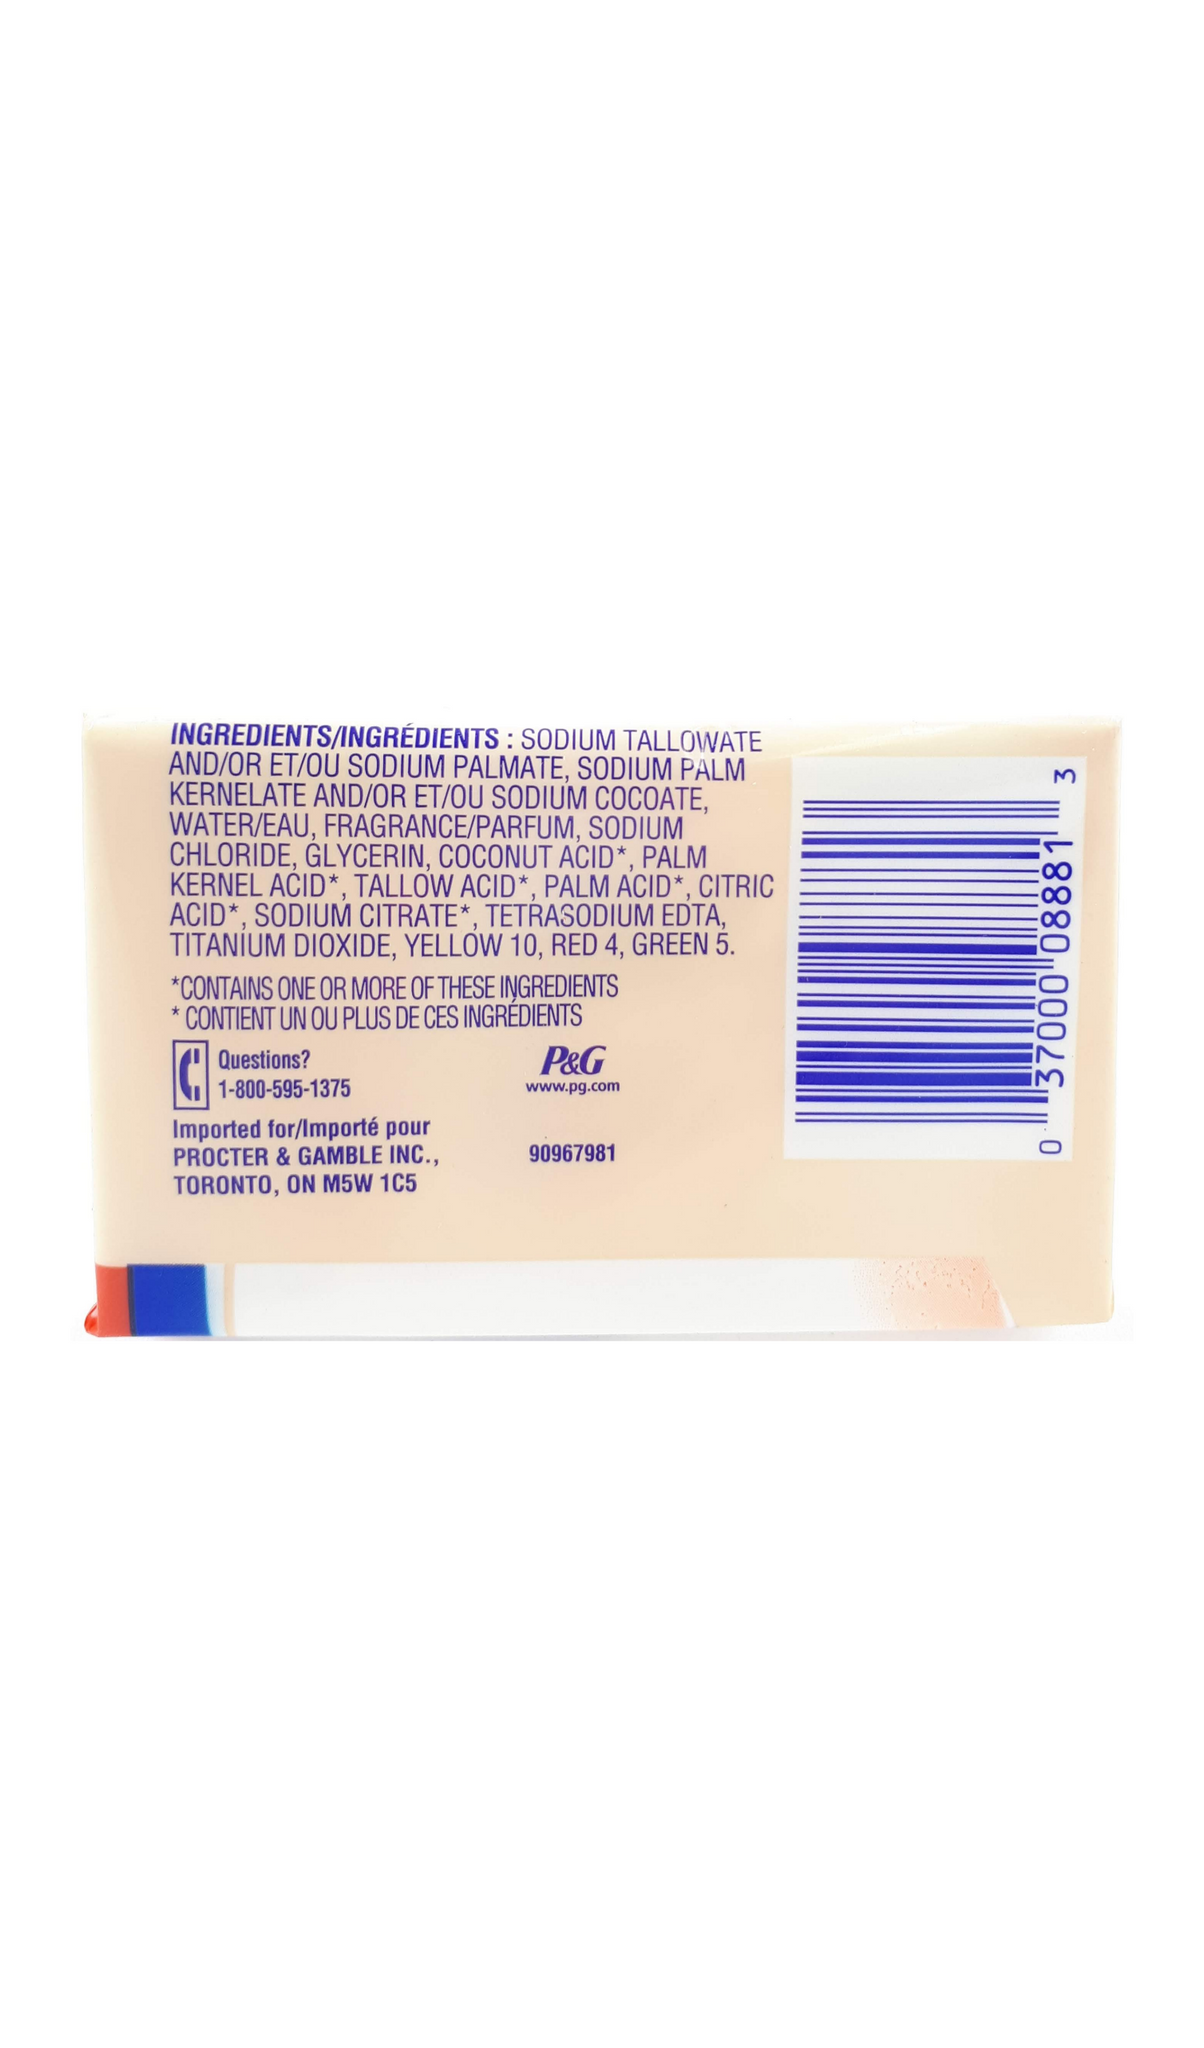 INGREDIENTS/INGRÉDIENTS : SODIUM TALLOWATE
AND/OR ET/OU SODIUM PALMATE, SODIUM PALM
KERNELATE AND/OR ET/OU SODIUM COCOATE,
WATER/EAU, FRAGRANCE/PARFUM, SODIUM
CHLORIDE, GLYCERIN, COCONUT ACID*, PALM
KERNEL ACID*, TALLOW ACID*, PALM ACID*, CITRIC
ACID*, SODIUM CITRATE*, TETRASODIUM EDTA,
TITANIUM DIOXIDE, YELLOW 10, RED 4, GREEN 5.
*CONTAINS ONE OR MORE OF THESE INGREDIENTS
* CONTIENT UN OU PLUS DE CES INGRÉDIENTS
Questions?
1-800-595-1375
P&G
www.pg.com
Imported for/Importé pour
PROCTER & GAMBLE INC.,
TORONTO, ON M5W 1C5
90967981
0 37000 08881 3